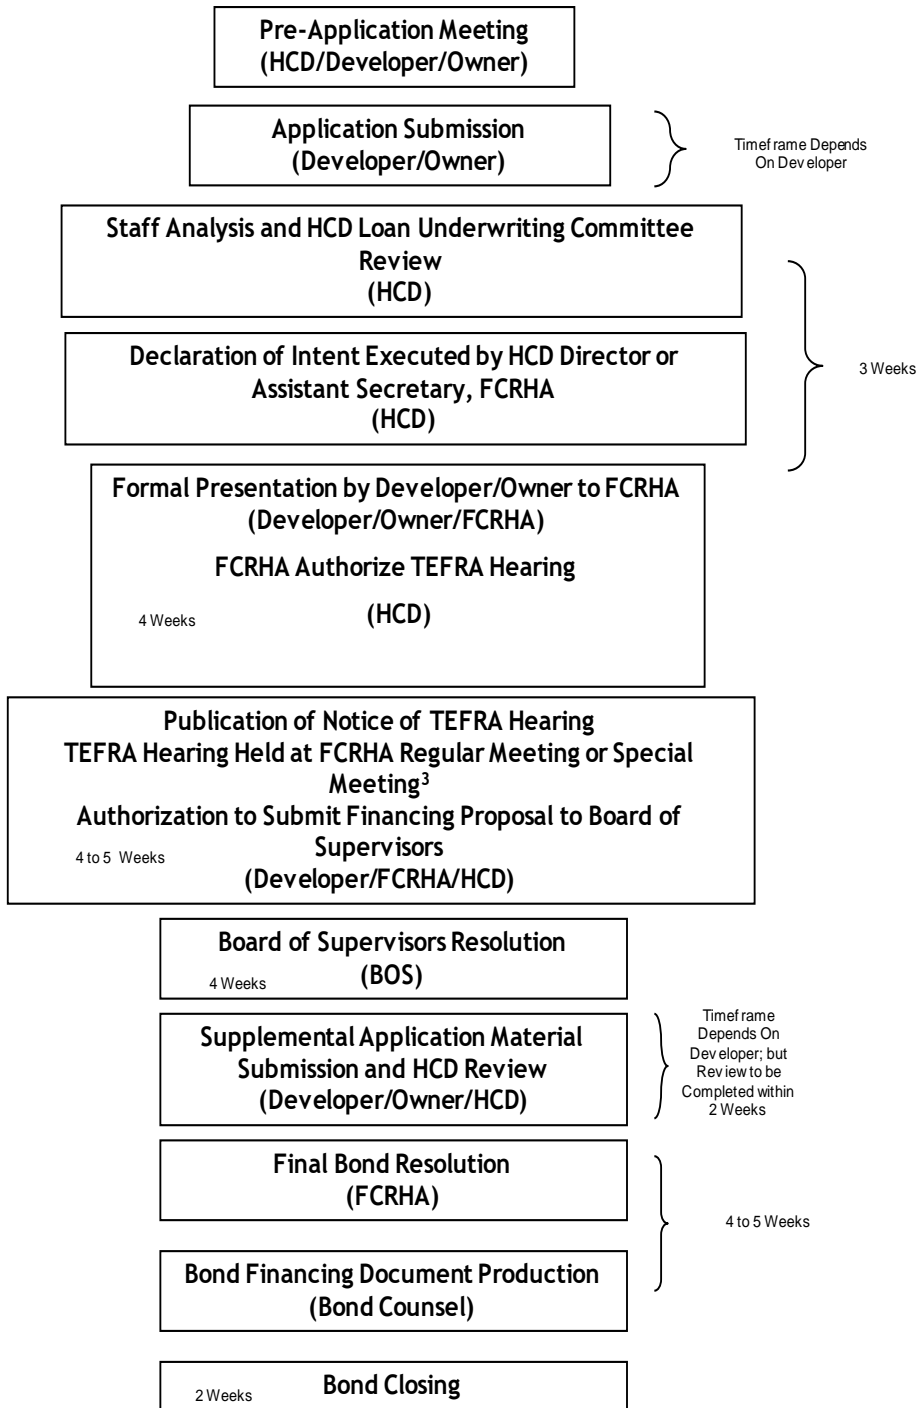 Pre-Application Meeting
(HCD/Developer/Owner)
Application Submission
(Developer/Owner)
Timeframe Depends
On Developer
Staff Analysis and HCD Loan Underwriting Committee
Review
(HCD)
Declaration of Intent Executed by HCD Director or
Assistant Secretary, FCRHA
(HCD)
3 Weeks
Formal Presentation by Developer/Owner to FCRHA
(Developer/Owner/FCRHA)
FCRHA Authorize TEFRA Hearing
(HCD)
4 Weeks
Publication of Notice of TEFRA Hearing
TEFRA Hearing Held at FCRHA Regular Meeting or Special
Meeting³
Authorization to Submit Financing Proposal to Board of
Supervisors
4 to 5 Weeks
(Developer/FCRHA/HCD)
Board of Supervisors Resolution
(BOS)
4 Weeks
Supplemental Application Material
Submission and HCD Review
(Developer/Owner/HCD)
Timeframe
Depends On
Developer; but
Review to be
Completed within
2 Weeks
Final Bond Resolution
(FCRHA)
4 to 5 Weeks
Bond Financing Document Production
(Bond Counsel)
Bond Closing
2 Weeks